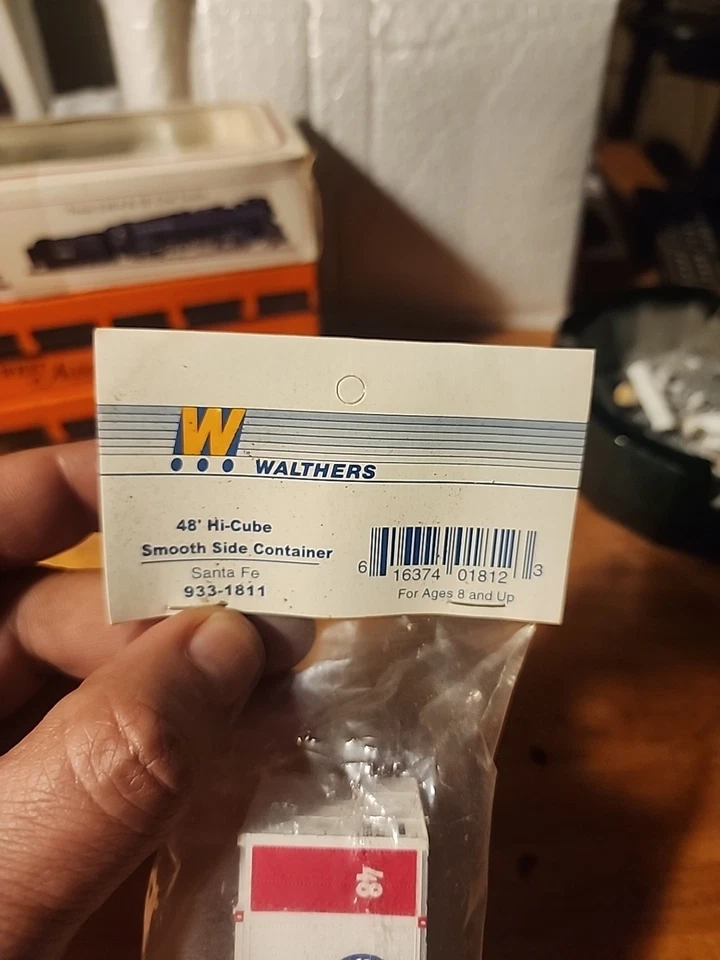 W
WALTHERS
48' Hi-Cube
Smooth Side Container
Santa Fe
933-1811
6 16374 01812 3
For Ages 8 and Up
48